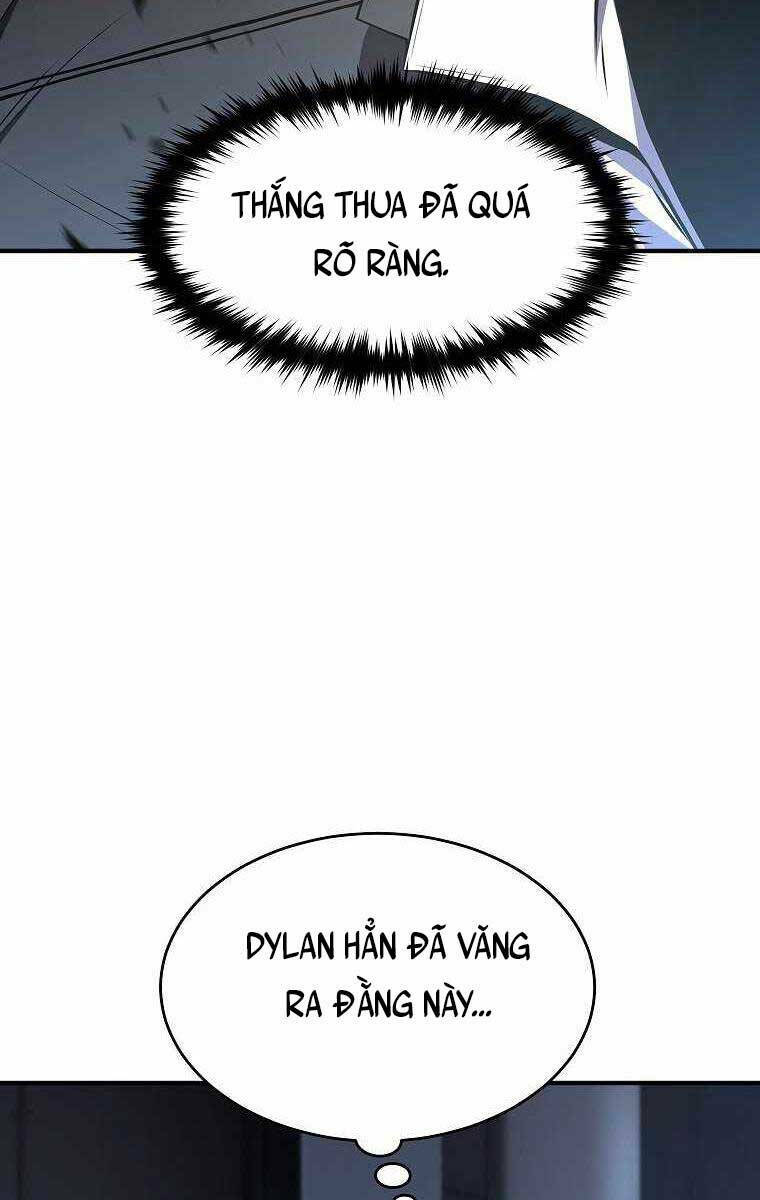 THẮNG THUA ĐÃ QUÁ
RÕ RÀNG.
DYLAN HẲN ĐÃ VĂNG
RA ĐẰNG NÀY...